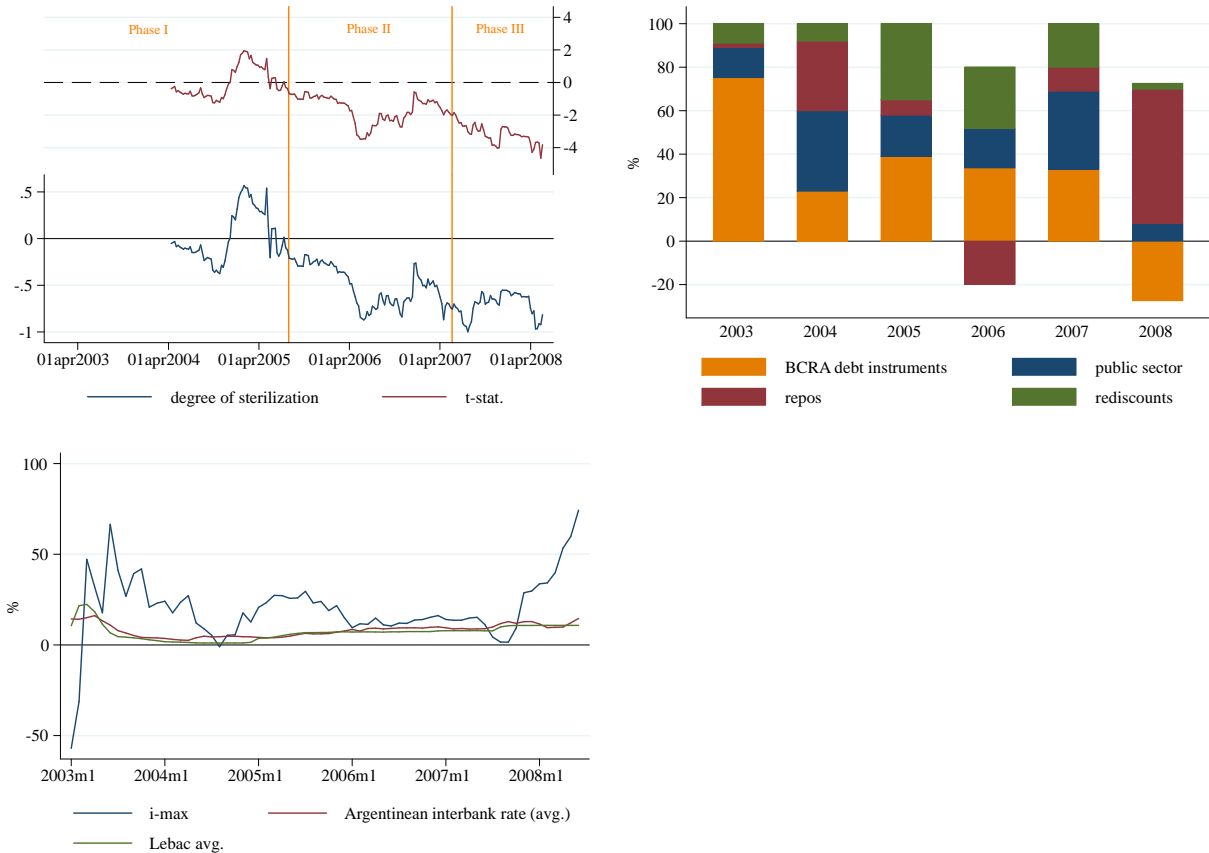 Phase I Phase II Phase III
4
2
0
-2
-4
.5
0
-.5
-1
01apr2003 01apr2004 01apr2005 01apr2006 01apr2007 01apr2008
degree of sterilization t-stat.
%
100
80
60
40
20
0
-20
2003 2004 2005 2006 2007 2008
BCRA debt instruments public sector
repos rediscounts
%
100
50
0
-50
2003m1 2004m1 2005m1 2006m1 2007m1 2008m1
i-max Argentinean interbank rate (avg.)
Lebac avg.